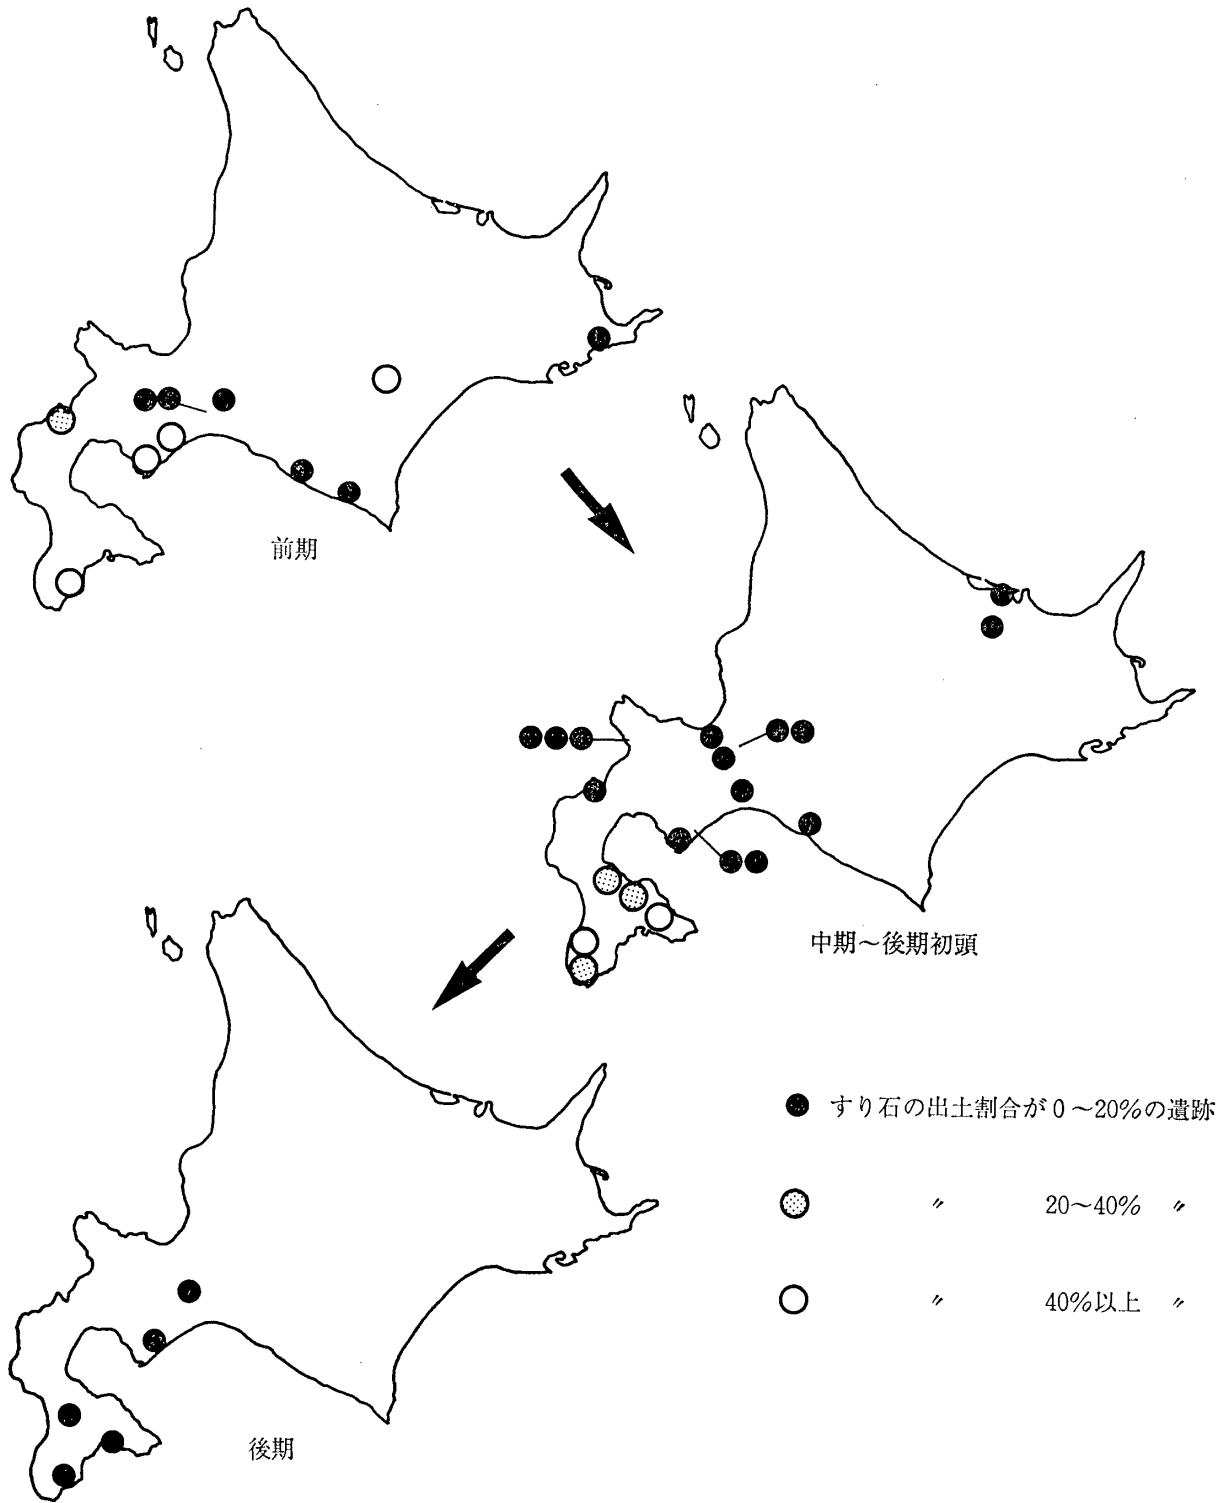 前期
中期～後期初頭
後期
すり石の出土割合が0～20%の遺跡
〃 20～40% 〃
〃 40%以上 〃